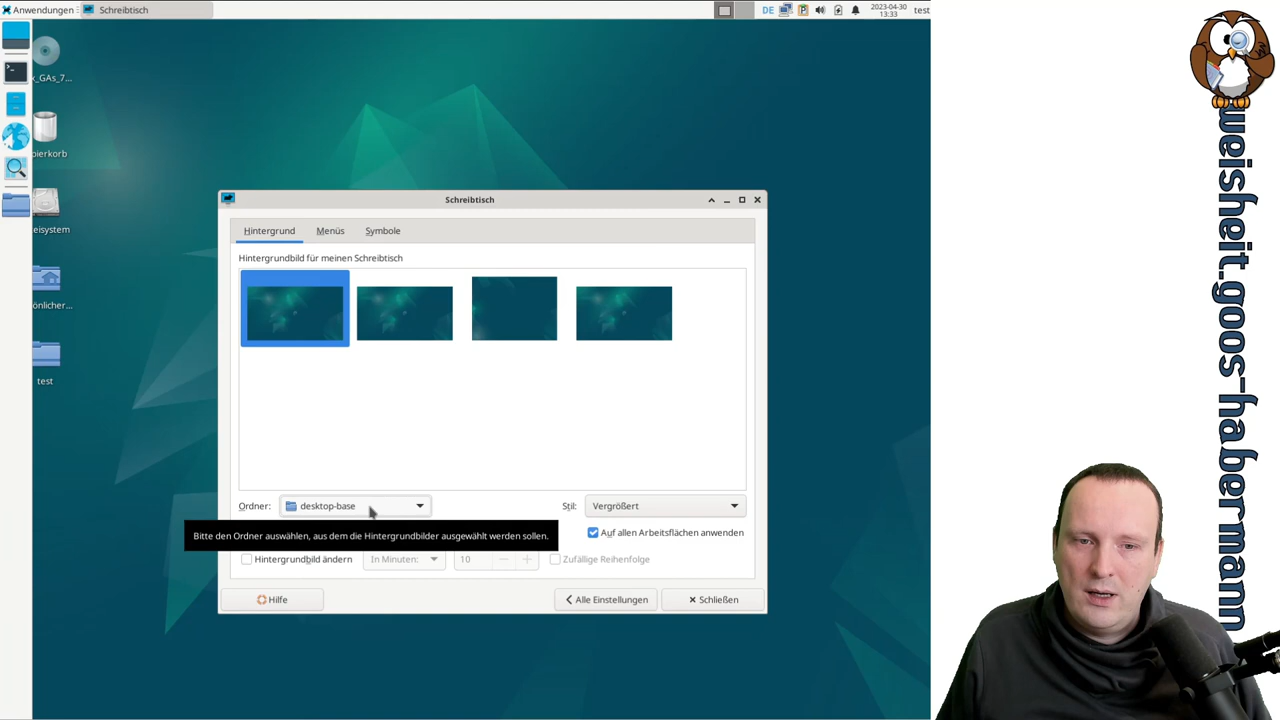 Anwendungen
Schreibtisch
DE
2023-04-30
13:33
test
k_GAs_7...
pierkorb
eisystem
önlicher...
test
Schreibtisch
Hintergrund
Menüs
Symbole
Hintergrundbild für meinen Schreibtisch
Ordner:
desktop-base
Stil:
Vergrößert
Bitte den Ordner auswählen, aus dem die Hintergrundbilder ausgewählt werden sollen.
Auf allen Arbeitsflächen anwenden
Hintergrundbild ändern
In Minuten:
10
Zufällige Reihenfolge
Hilfe
Alle Einstellungen
Schließen
weisheit.goos-habermann